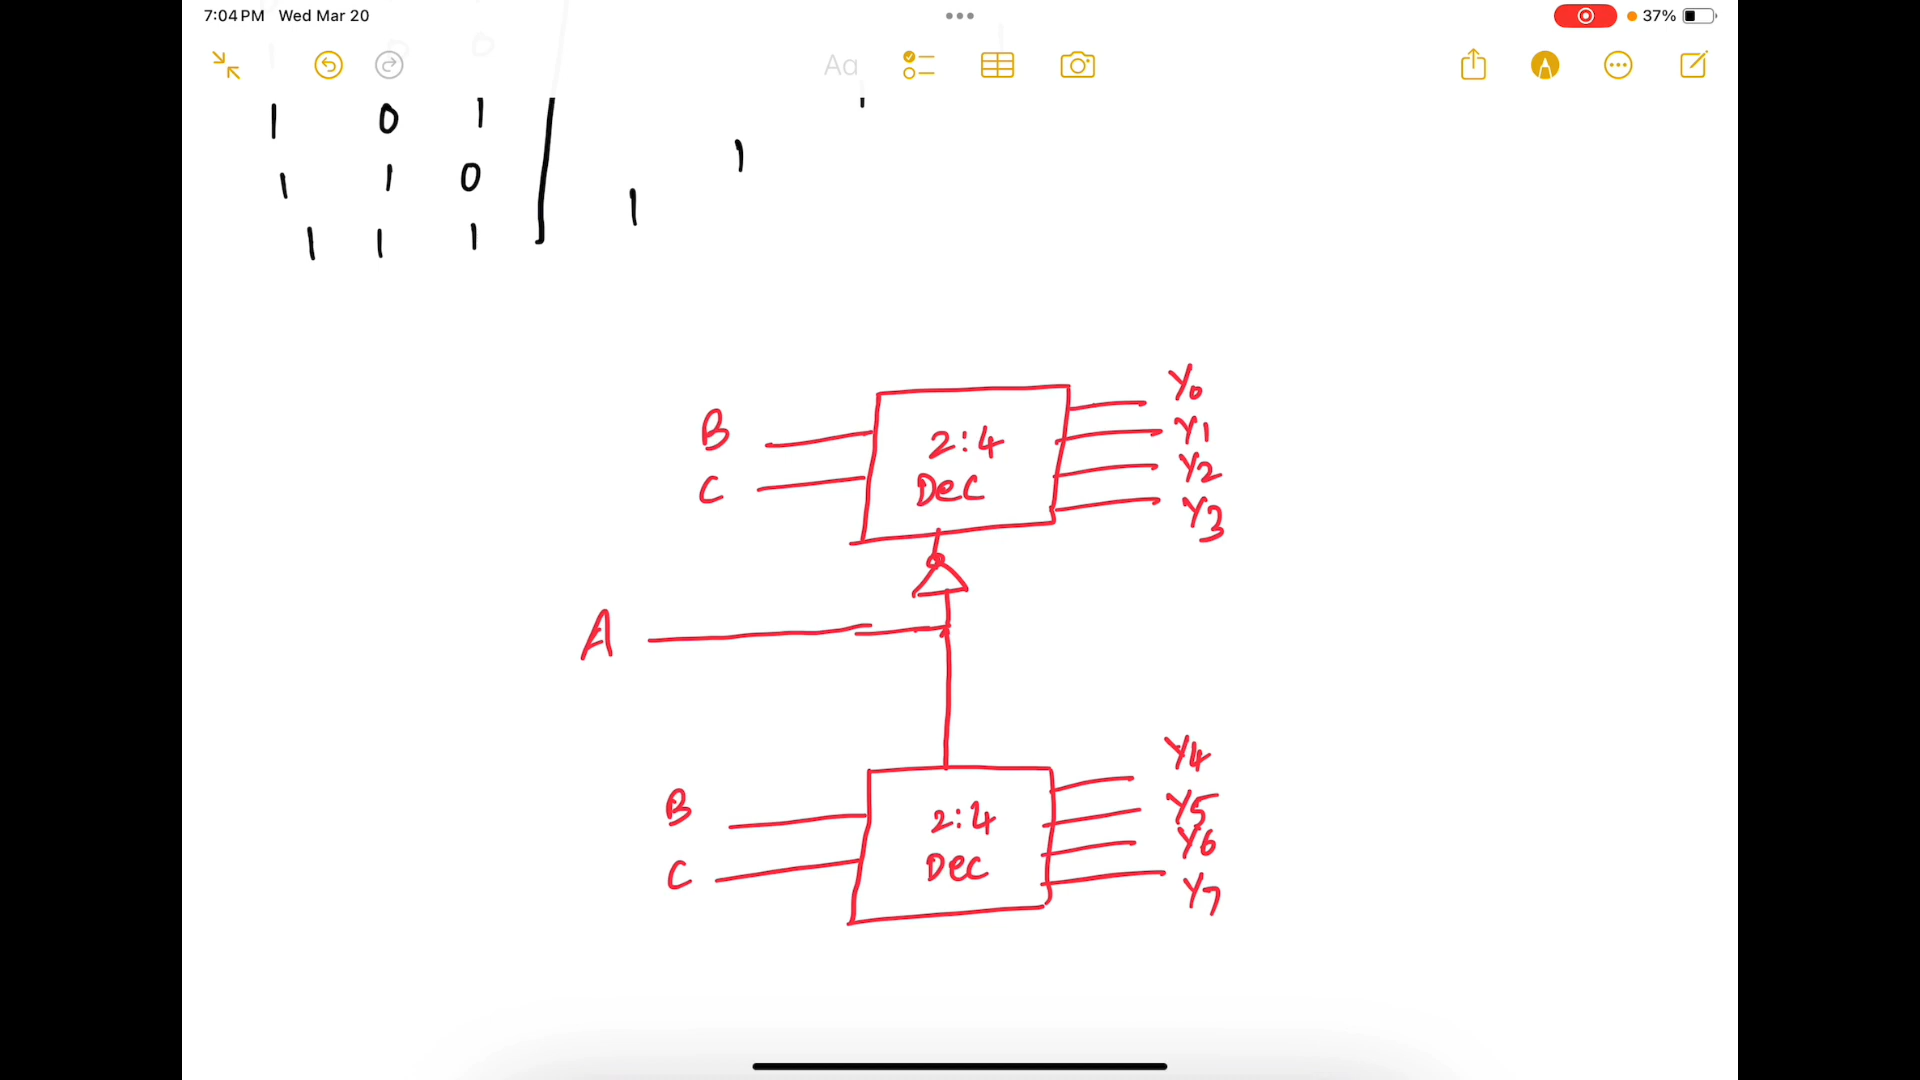 7:04 PM Wed Mar 20
37%
Aa
1 0 1
1
1 1 0
1
1 1 1
Y0
B
2:4
Y1
Y2
C
DEC
Y3
A
Y4
B
2:4
Y5
Y6
C
DEC
Y7